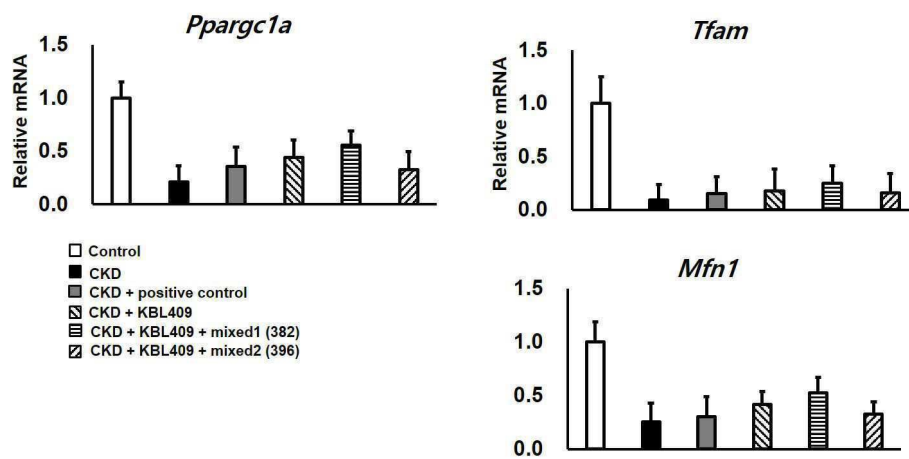 Ppargc1a
Relative mRNA
1.5
1.0
0.5
0.0
Control
CKD
CKD + positive control
CKD + KBL409
CKD + KBL409 + mixed1 (382)
CKD + KBL409 + mixed2 (396)
Tfam
Relative mRNA
1.5
1.0
0.5
0.0
Mfn1
1.5
1.0
0.5
0.0